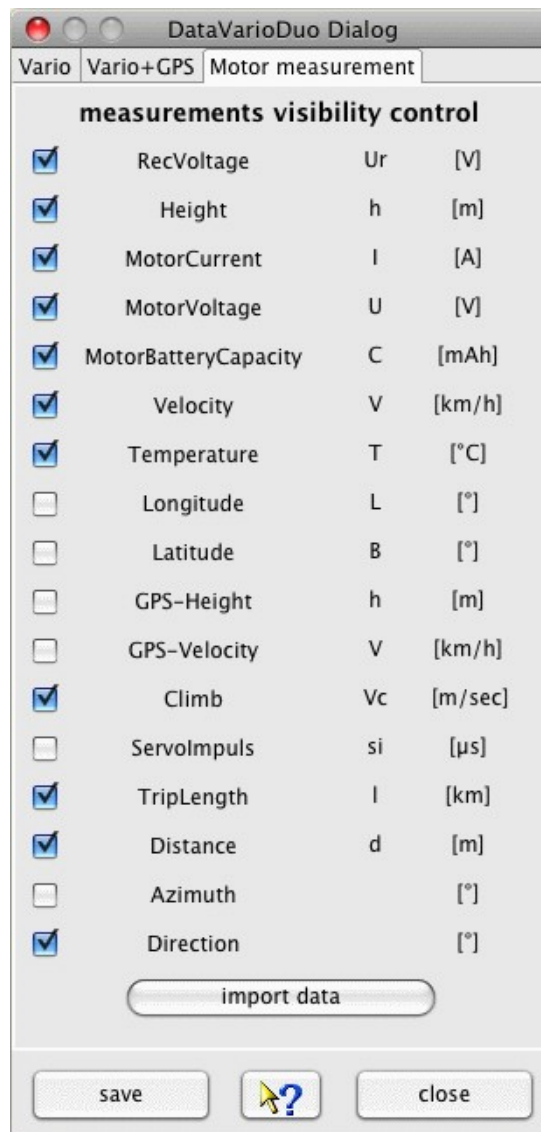 DataVarioDuo Dialog
Vario Vario+GPS Motor measurement
measurements visibility control
RecVoltage Ur [V]
Height h [m]
MotorCurrent I [A]
MotorVoltage U [V]
MotorBatteryCapacity C [mAh]
Velocity V [km/h]
Temperature T [°C]
Longitude L [°]
Latitude B [°]
GPS-Height h [m]
GPS-Velocity V [km/h]
Climb Vc [m/sec]
ServoImpuls si [µs]
TripLength l [km]
Distance d [m]
Azimuth [°]
Direction [°]
import data
save ? close